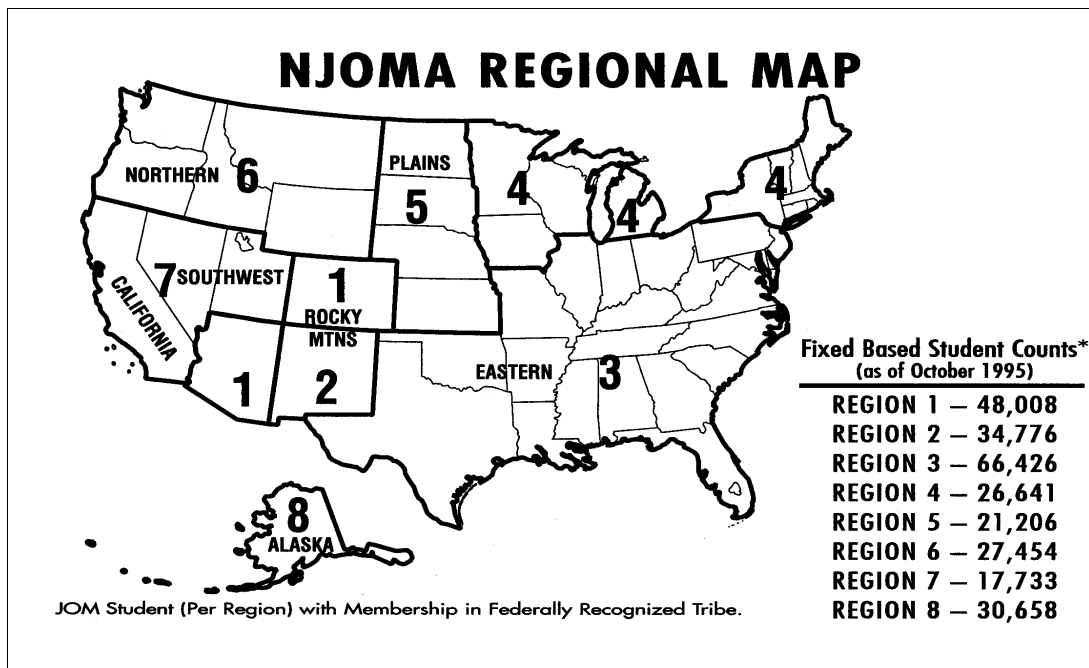 NJOMA REGIONAL MAP
NORTHERN
6
PLAINS
5
4
4
4
7
SOUTHWEST
CALIFORNIA
1
ROCKY
MTNS
1
2
EASTERN
3
8
ALASKA
Fixed Based Student Counts*
(as of October 1995)
REGION 1 – 48,008
REGION 2 – 34,776
REGION 3 – 66,426
REGION 4 – 26,641
REGION 5 – 21,206
REGION 6 – 27,454
REGION 7 – 17,733
REGION 8 – 30,658
JOM Student (Per Region) with Membership in Federally Recognized Tribe.